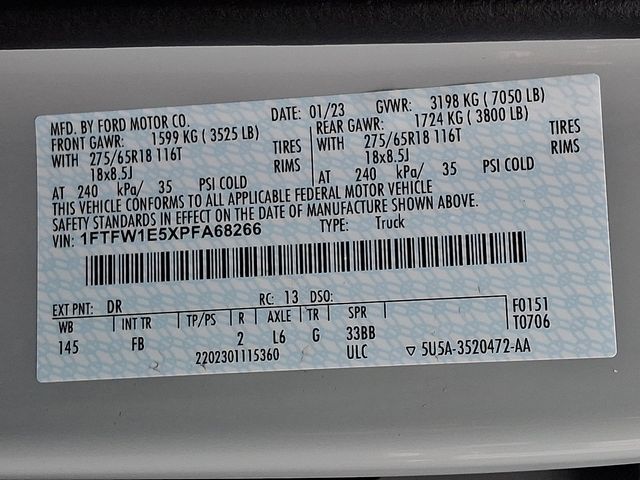 MFD. BY FORD MOTOR CO. DATE: 01/23 GVWR: 3198 KG ( 7050 LB)
FRONT GAWR: 1599 KG ( 3525 LB) REAR GAWR: 1724 KG ( 3800 LB)
WITH 275/65R18 116T TIRES WITH 275/65R18 116T TIRES
18x8.5J RIMS 18x8.5J RIMS
AT 240 kPa/ 35 PSI COLD AT 240 kPa/ 35 PSI COLD
THIS VEHICLE CONFORMS TO ALL APPLICABLE FEDERAL MOTOR VEHICLE
SAFETY STANDARDS IN EFFECT ON THE DATE OF MANUFACTURE SHOWN ABOVE.
VIN: 1FTFW1E5XPFA68266 TYPE: Truck
EXT PNT: DR RC: 13 DSO: F0151
WB INT TR TP/PS R AXLE TR SPR T0706
145 FB 2 L6 G 33BB
2202301115360 ULC ▽ 5U5A-3520472-AA